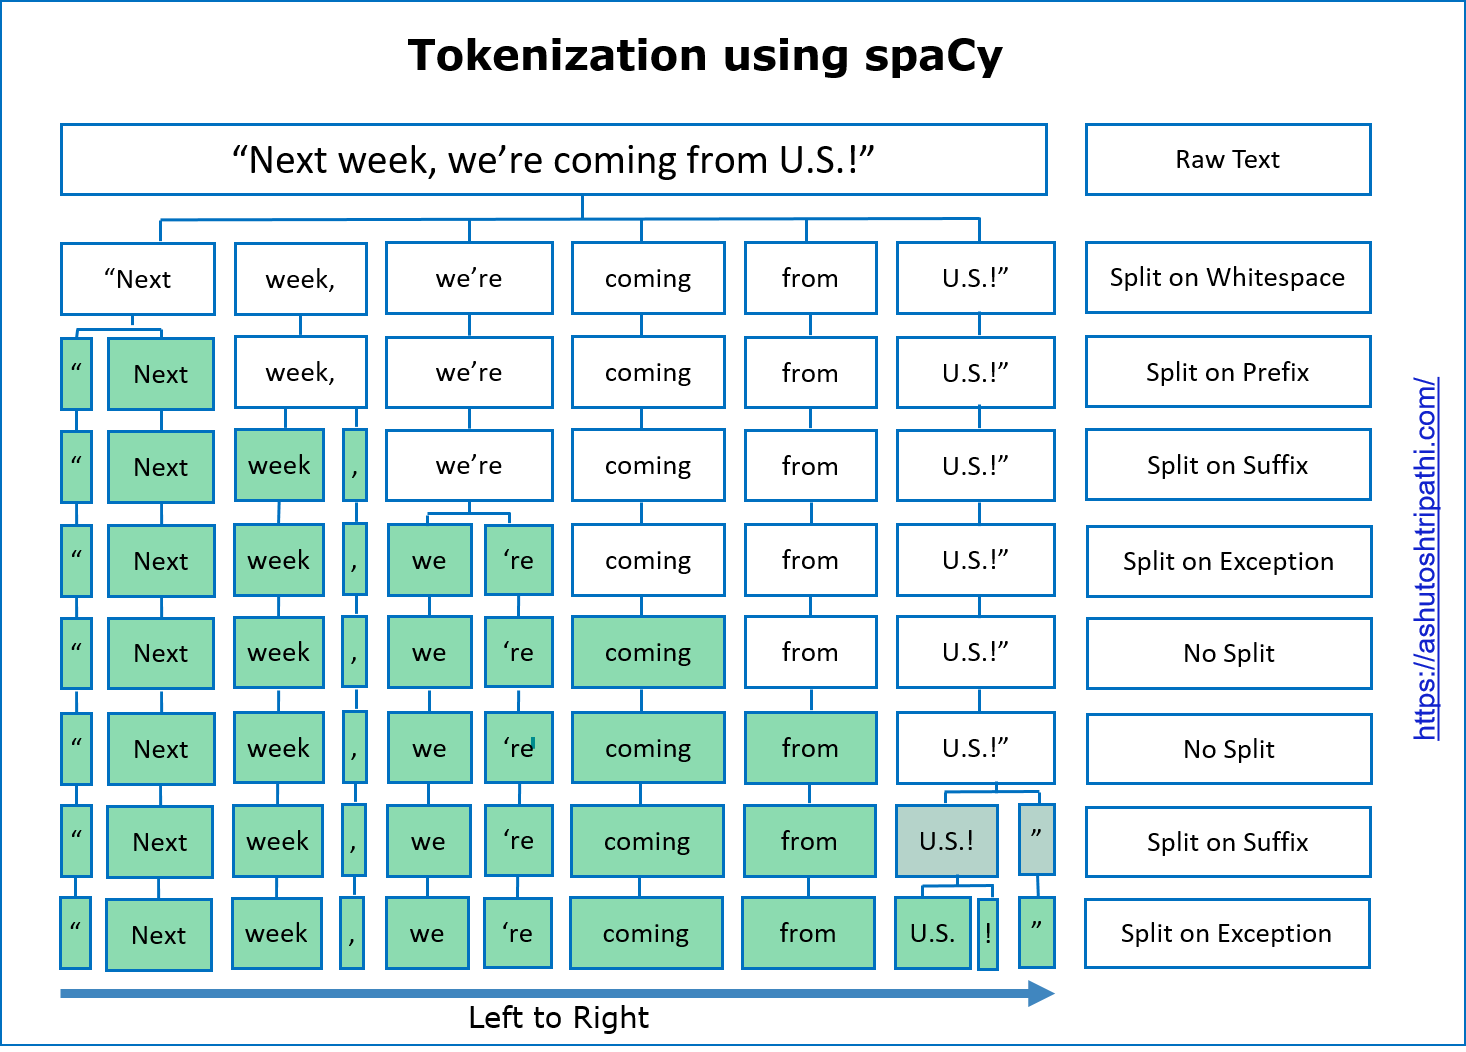 Tokenization using spaCy
“Next week, we’re coming from U.S.!” Raw Text
“Next week, we’re coming from U.S.!” Split on Whitespace
“ Next week, we’re coming from U.S.!” Split on Prefix
“ Next week , we’re coming from U.S.!” Split on Suffix
“ Next week , we ‘re coming from U.S.!” Split on Exception
“ Next week , we ‘re coming from U.S.!” No Split
“ Next week , we ‘re coming from U.S.!” No Split
“ Next week , we ‘re coming from U.S.! ” Split on Suffix
“ Next week , we ‘re coming from U.S. ! ” Split on Exception
Left to Right
https://ashutoshtripathi.com/